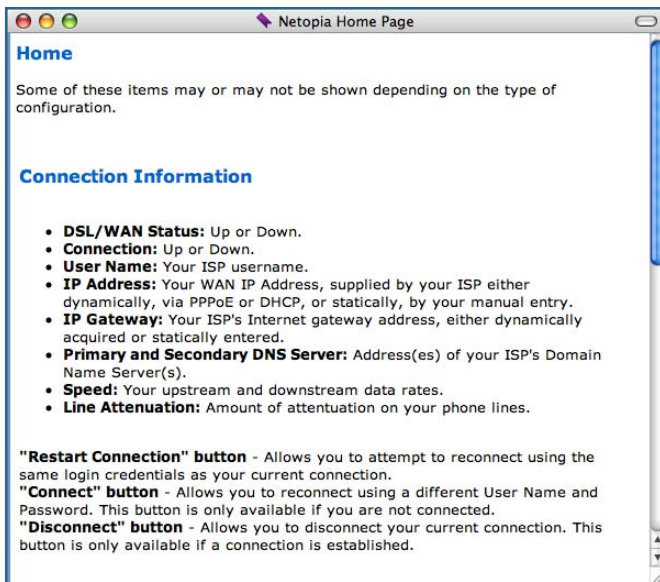 Netopia Home Page
Home
Some of these items may or may not be shown depending on the type of
configuration.
Connection Information
• DSL/WAN Status: Up or Down.
• Connection: Up or Down.
• User Name: Your ISP username.
• IP Address: Your WAN IP Address, supplied by your ISP either
dynamically, via PPPoE or DHCP, or statically, by your manual entry.
• IP Gateway: Your ISP's Internet gateway address, either dynamically
acquired or statically entered.
• Primary and Secondary DNS Server: Address(es) of your ISP's Domain
Name Server(s).
• Speed: Your upstream and downstream data rates.
• Line Attenuation: Amount of attentuation on your phone lines.
"Restart Connection" button - Allows you to attempt to reconnect using the
same login credentials as your current connection.
"Connect" button - Allows you to reconnect using a different User Name and
Password. This button is only available if you are not connected.
"Disconnect" button - Allows you to disconnect your current connection. This
button is only available if a connection is established.